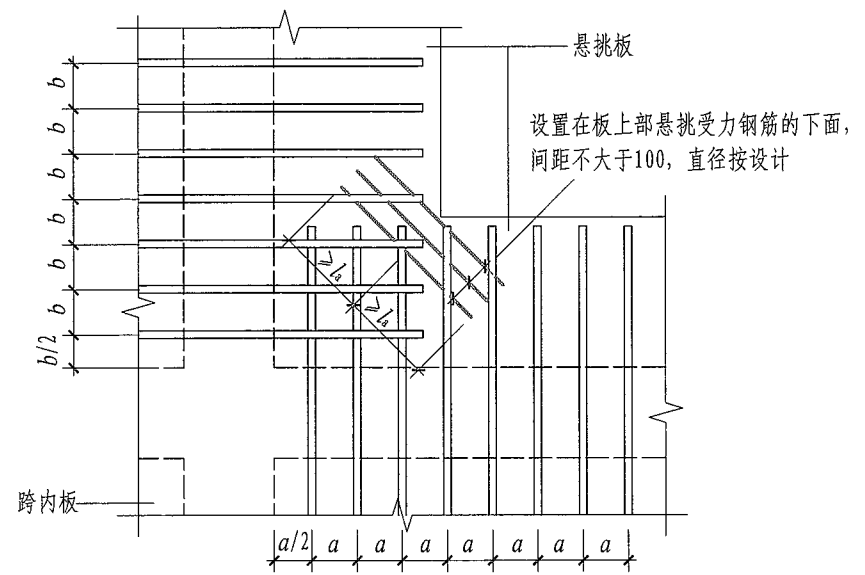 悬挑板
设置在板上部悬挑受力钢筋的下面,
间距不大于100, 直径按设计
b
b
b
b
b
b
b/2
≥la
≥la
跨内板
a/2 a a a a a a a